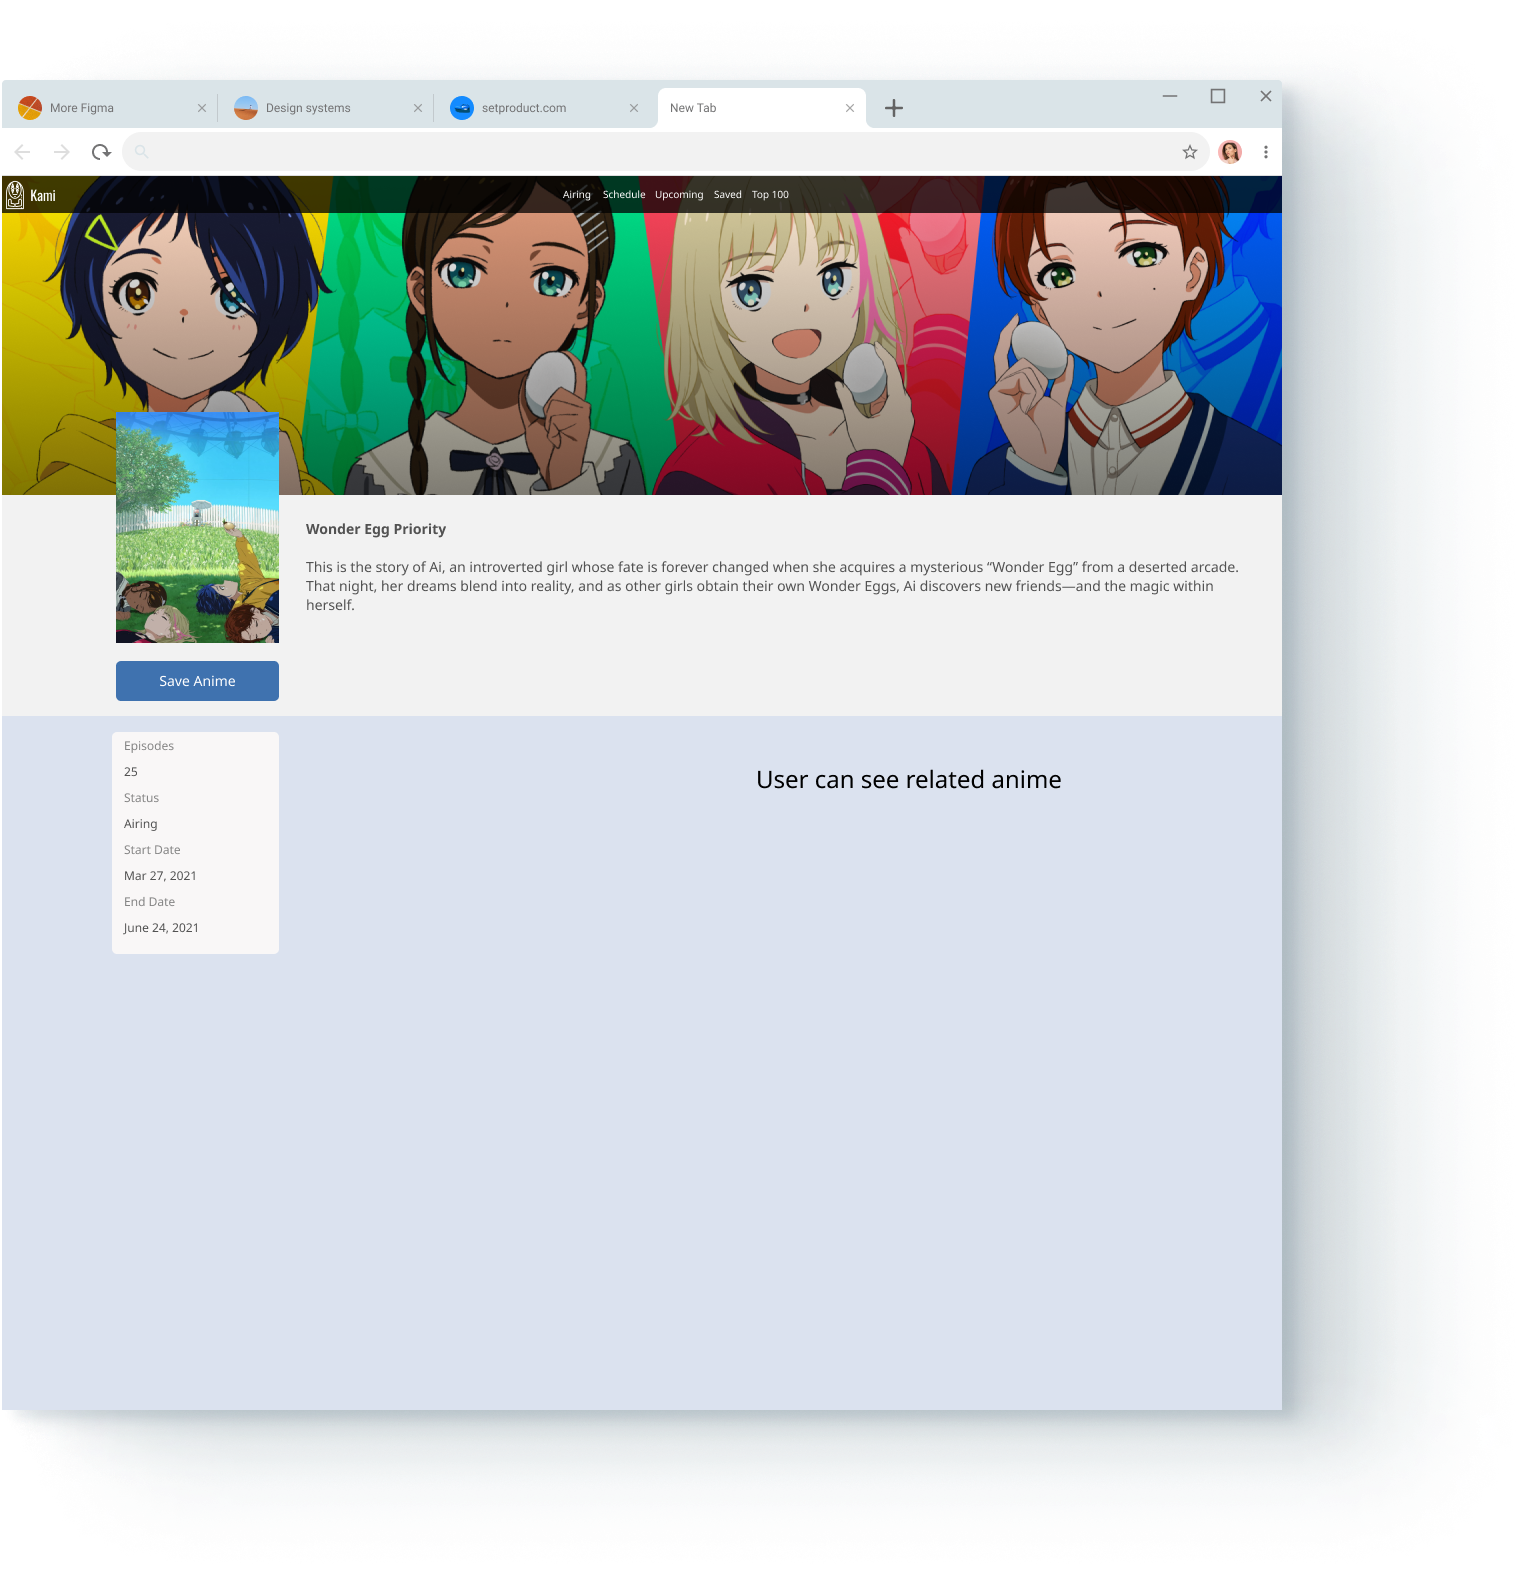 More Figma
Design systems
setproduct.com
New Tab
Kami
Airing Schedule Upcoming Saved Top 100
Wonder Egg Priority
This is the story of Ai, an introverted girl whose fate is forever changed when she acquires a mysterious “Wonder Egg” from a deserted arcade.
That night, her dreams blend into reality, and as other girls obtain their own Wonder Eggs, Ai discovers new friends—and the magic within
herself.
Save Anime
Episodes
25
Status
Airing
Start Date
Mar 27, 2021
End Date
June 24, 2021
User can see related anime